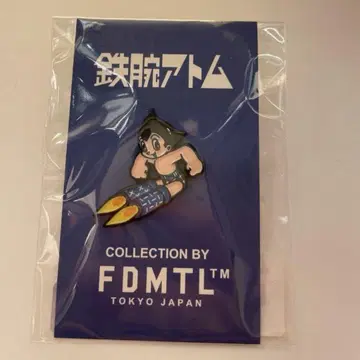 鉄腕アトム
COLLECTION BY
FDMTL™
TOKYO JAPAN